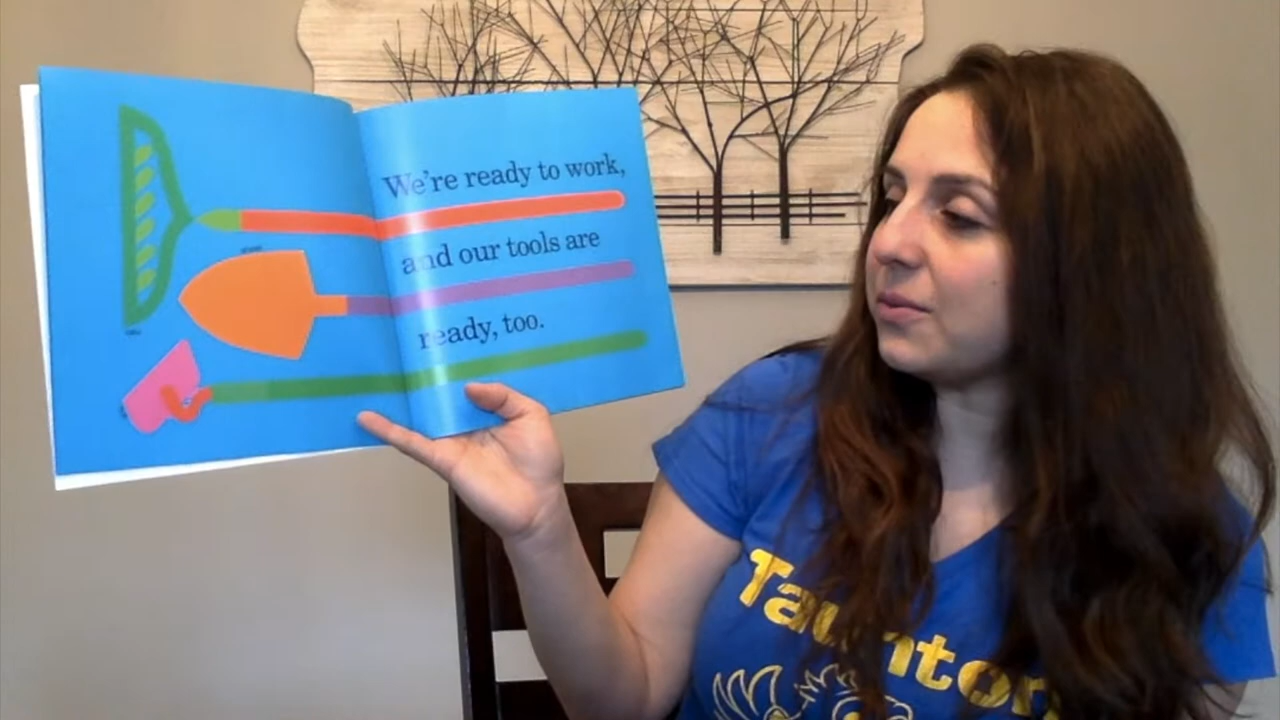 We're ready to work,
and our tools are
ready, too.
Taunton